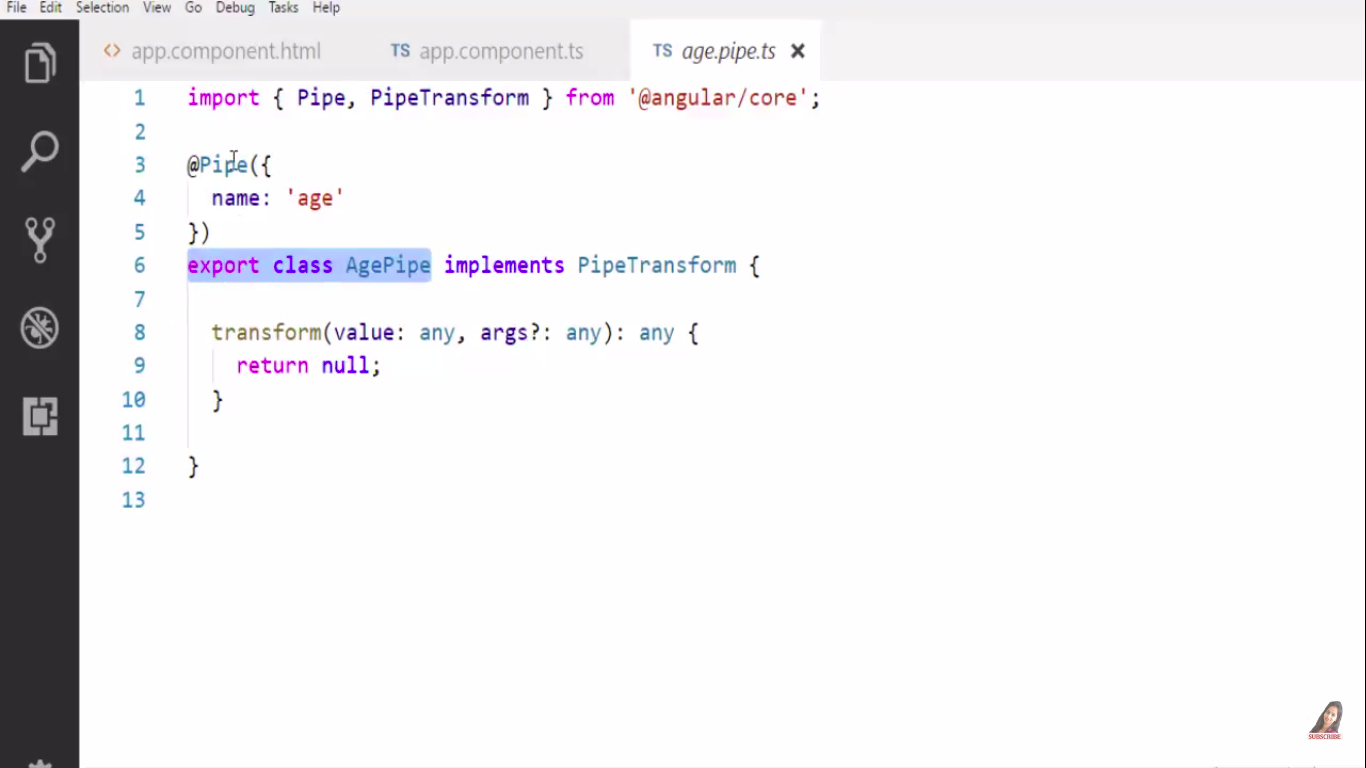 File Edit Selection View Go Debug Tasks Help
<> app.component.html TS app.component.ts TS age.pipe.ts ×
1 import { Pipe, PipeTransform } from '@angular/core';
2
3 @Pipe({
4 name: 'age'
5 })
6 export class AgePipe implements PipeTransform {
7
8 transform(value: any, args?: any): any {
9 return null;
10 }
11
12 }
13
SUBSCRIBE